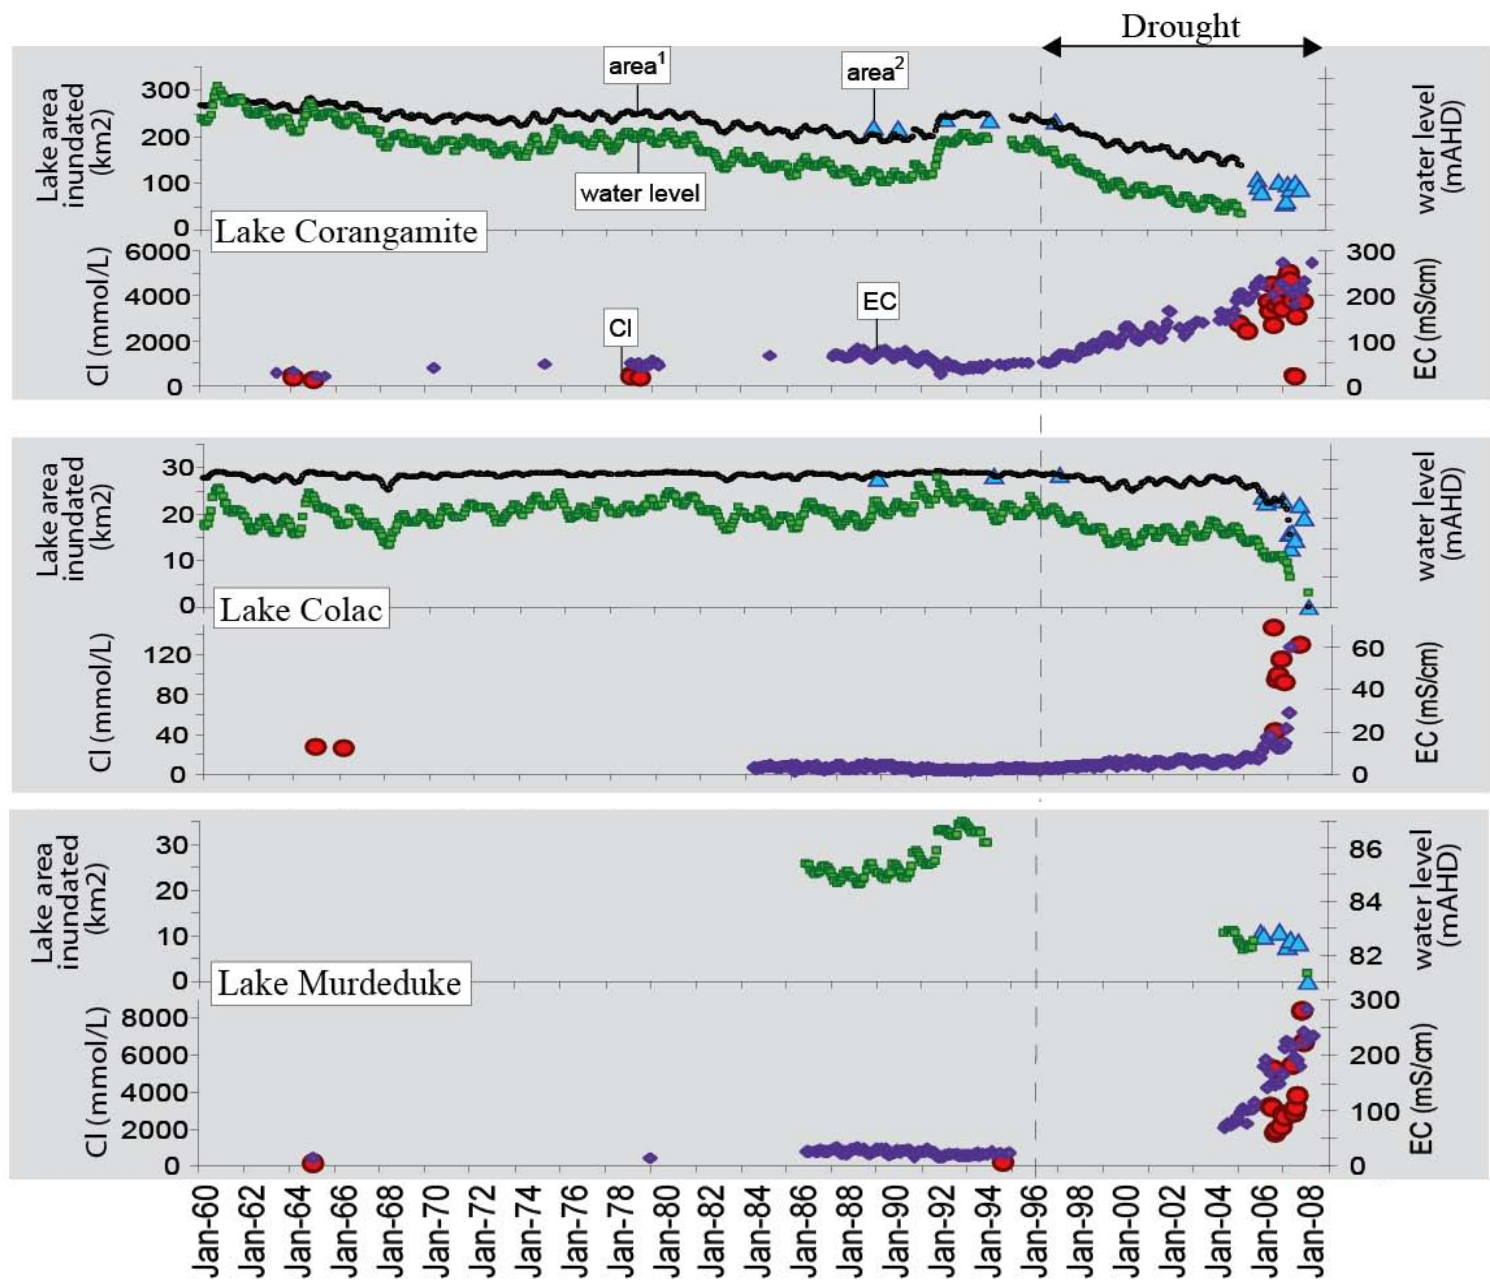 Drought
Lake area
inundated
(km2)
300
200
100
0
area¹
area²
water level
water level
(mAHD)
Lake Corangamite
Cl (mmol/L)
6000
4000
2000
0
Cl
EC
300
200
100
0
EC (mS/cm)
Lake area
inundated
(km2)
30
20
10
0
water level
(mAHD)
Lake Colac
Cl (mmol/L)
120
80
40
0
60
40
20
0
EC (mS/cm)
Lake area
inundated
(km2)
30
20
10
0
86
84
82
water level
(mAHD)
Lake Murdeduke
Cl (mmol/L)
8000
6000
4000
2000
0
300
200
100
0
EC (mS/cm)
Jan-60
Jan-62
Jan-64
Jan-66
Jan-68
Jan-70
Jan-72
Jan-74
Jan-76
Jan-78
Jan-80
Jan-82
Jan-84
Jan-86
Jan-88
Jan-90
Jan-92
Jan-94
Jan-96
Jan-98
Jan-00
Jan-02
Jan-04
Jan-06
Jan-08